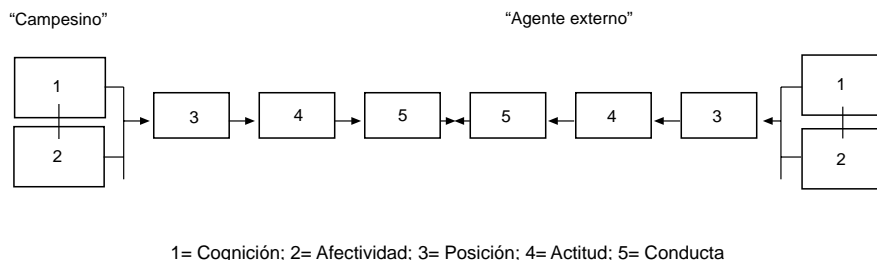 “Campesino” “Agente externo”
1 1
3 4 5 5 4 3
2 2
1= Cognición; 2= Afectividad; 3= Posición; 4= Actitud; 5= Conducta